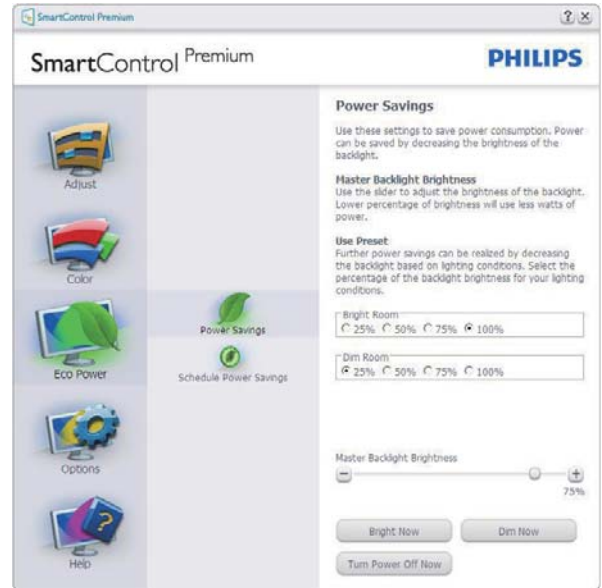 SmartControl Premium
SmartControl Premium
PHILIPS
Adjust
Color
Eco Power
Options
Help
Power Savings
Schedule Power Savings
Power Savings
Use these settings to save power consumption. Power
can be saved by decreasing the brightness of the
backlight.
Master Backlight Brightness
Use the slider to adjust the brightness of the backlight.
Lower percentage of brightness will use less watts of
power.
Use Preset
Further power savings can be realized by decreasing
the backlight based on lighting conditions. Select the
percentage of the backlight brightness for your lighting
conditions.
Bright Room
25% 50% 75% 100%
Dim Room
25% 50% 75% 100%
Master Backlight Brightness
75%
Bright Now
Dim Now
Turn Power Off Now